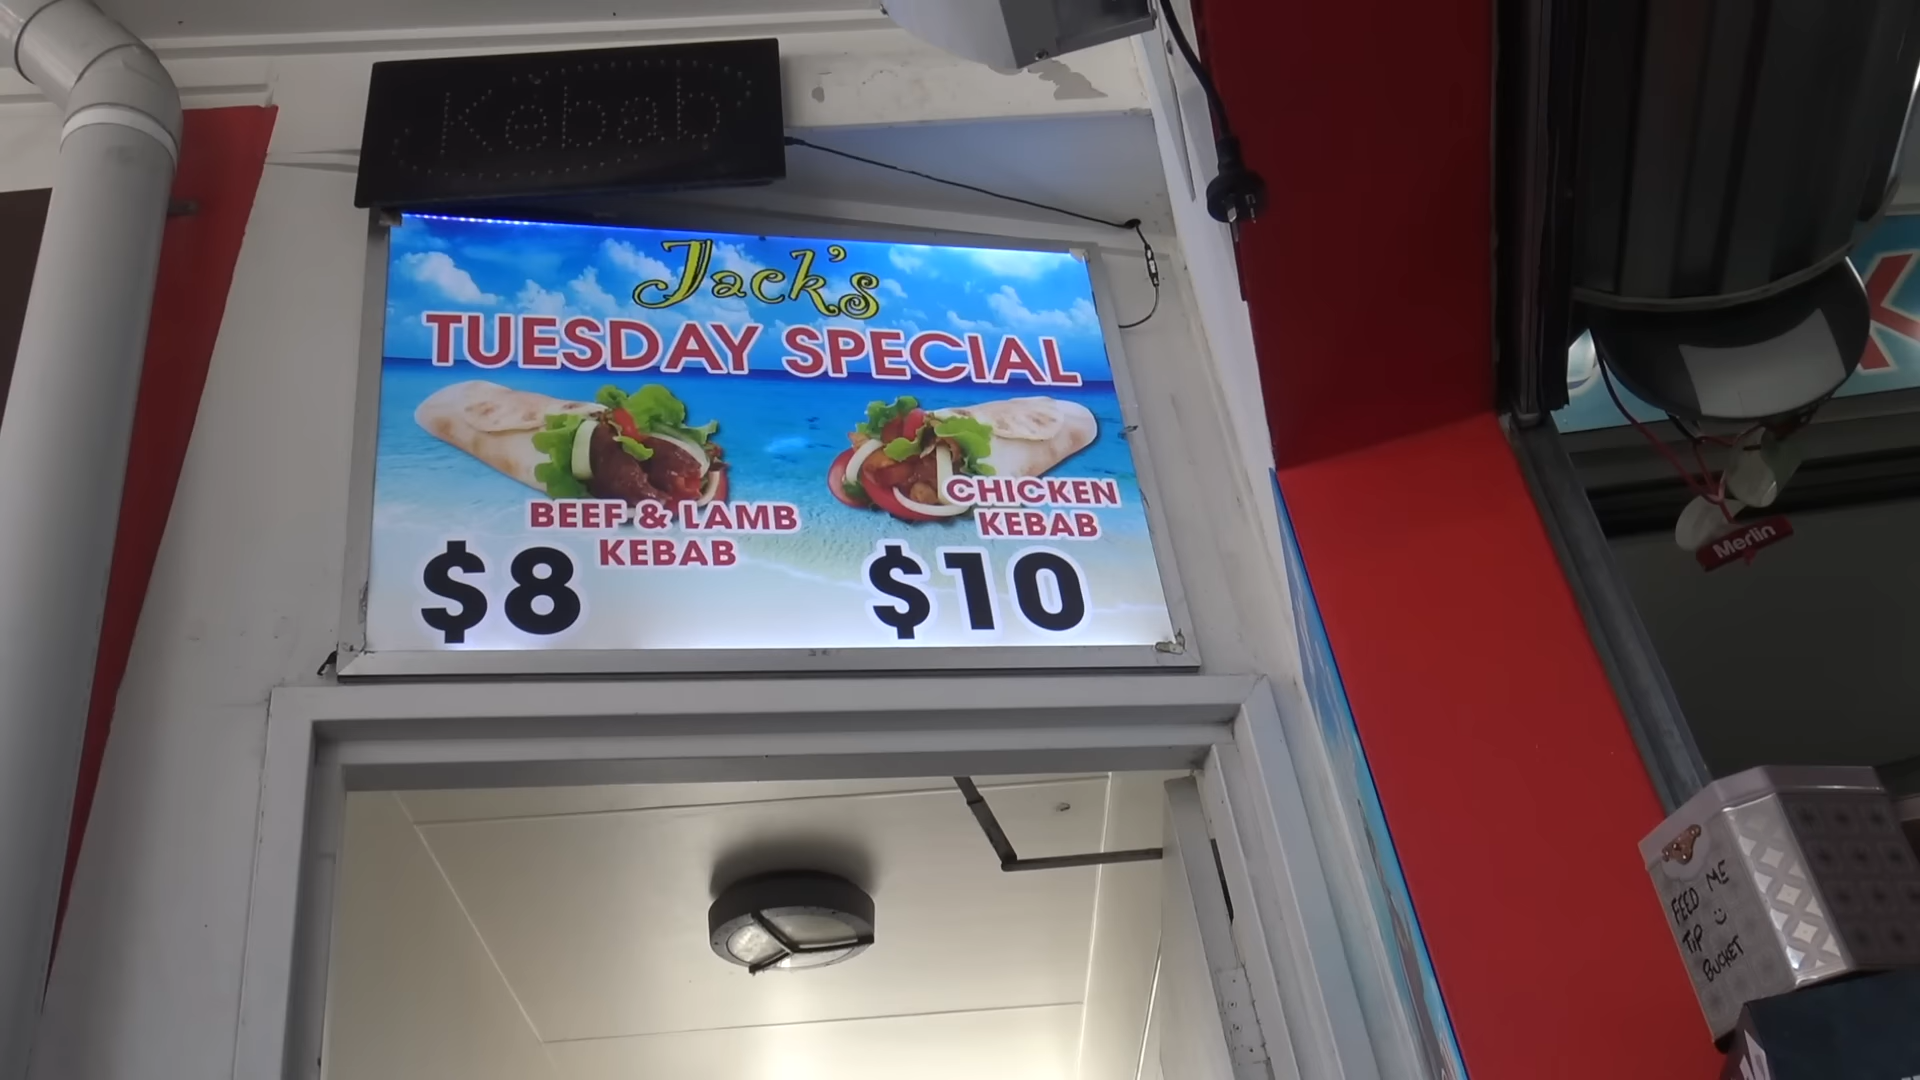 Kebab
Jack's
TUESDAY SPECIAL
BEEF & LAMB
KEBAB
$8
CHICKEN
KEBAB
$10
K
Merlin
FEED ME
TIP
BUCKET